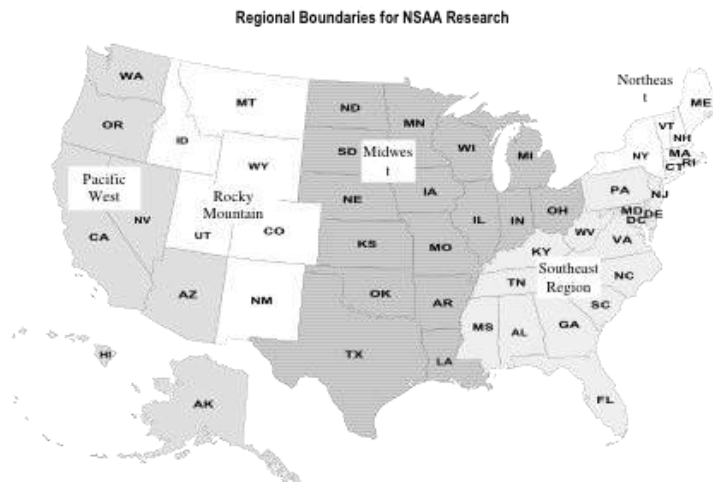 Regional Boundaries for NSAA Research
WA
OR
CA
NV
AZ
HI
AK
Pacific
West
ID
MT
WY
UT
CO
NM
Rocky
Mountain
ND
SD
NE
KS
OK
TX
MN
IA
MO
AR
LA
WI
IL
IN
MI
OH
Midwes
t
Northeas
t
ME
VT
NH
MA
RI
CT
NY
PA
NJ
MD
DE
DC
WV
VA
KY
TN
NC
SC
MS
AL
GA
FL
Southeast
Region